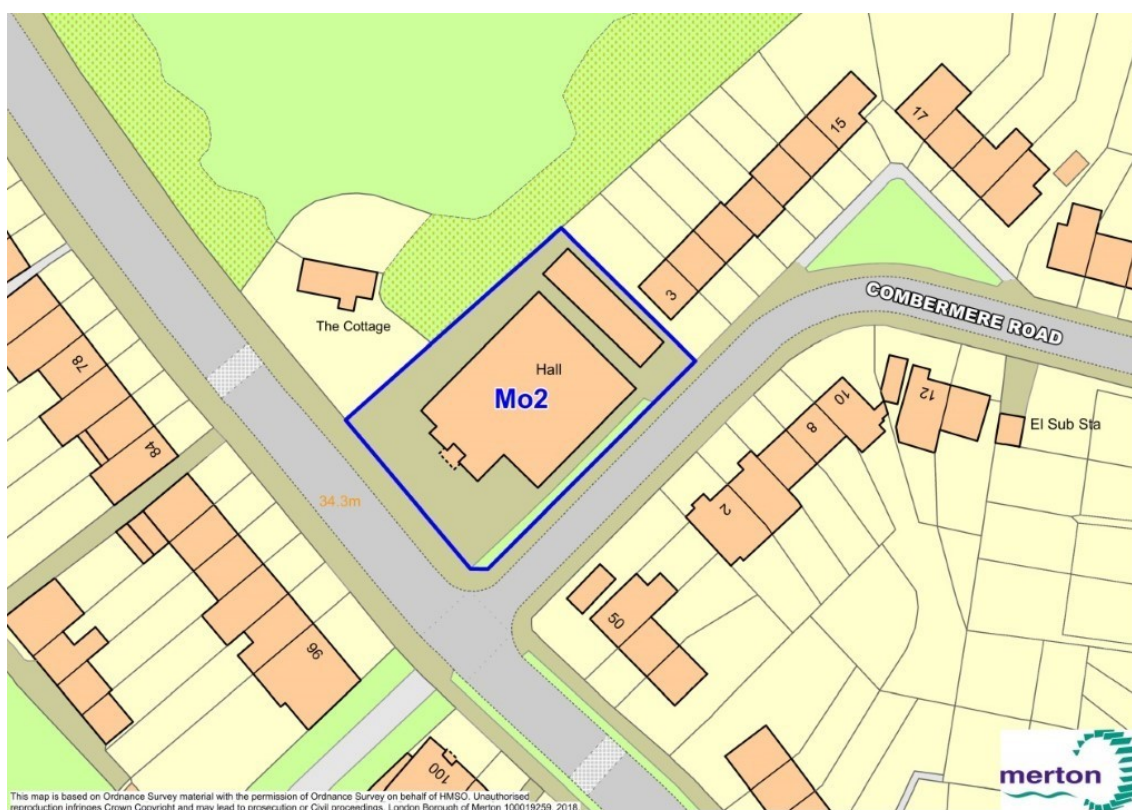 15
17
3
COMBERMERE ROAD
The Cottage
Hall
Mo2
78
84
10
8
12
El Sub Sta
34.3m
2
50
96
100
merton
This map is based on Ordnance Survey material with the permission of Ordnance Survey on behalf of HMSO. Unauthorised
reproduction infringes Crown Copyright and may lead to prosecution or Civil proceedings. London Borough of Merton 100019259. 2018.